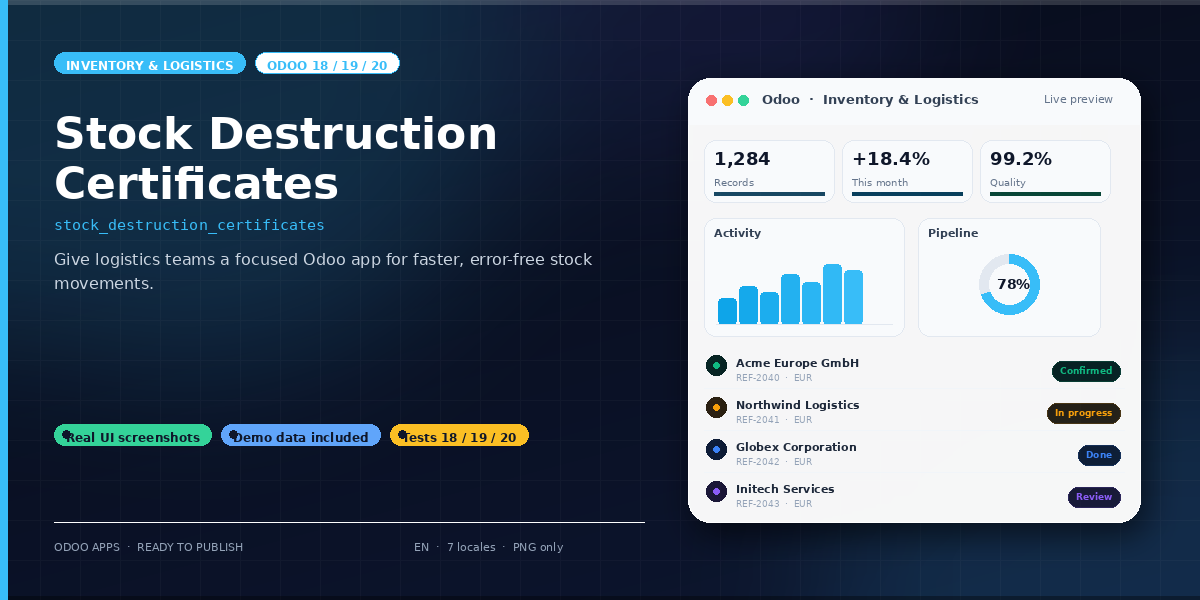 INVENTORY & LOGISTICS
ODOO 18 / 19 / 20
Stock Destruction
Certificates
stock_destruction_certificates
Give logistics teams a focused Odoo app for faster, error-free stock
movements.
Real UI screenshots
Demo data included
Tests 18 / 19 / 20
ODOO APPS · READY TO PUBLISH
EN · 7 locales · PNG only
Odoo · Inventory & Logistics
Live preview
1,284
Records
+18.4%
This month
99.2%
Quality
Activity
Pipeline
78%
Acme Europe GmbH
REF-2040 · EUR
Confirmed
Northwind Logistics
REF-2041 · EUR
In progress
Globex Corporation
REF-2042 · EUR
Done
Initech Services
REF-2043 · EUR
Review